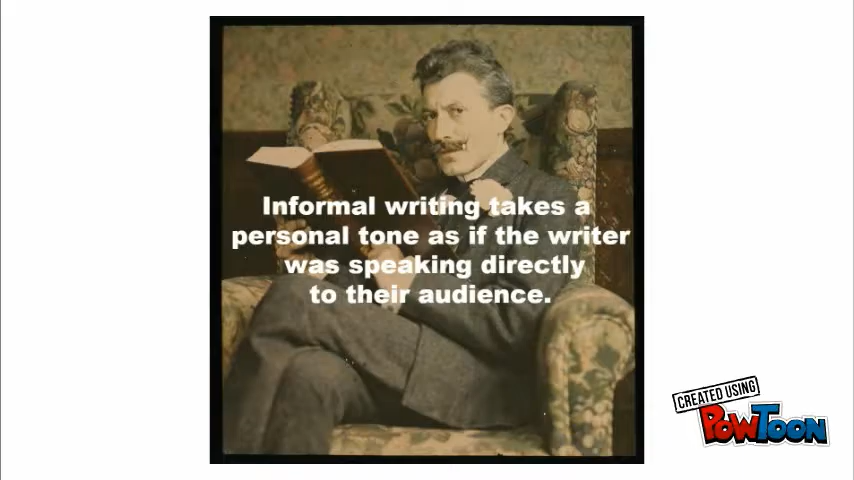 Informal writing takes a
personal tone as if the writer
was speaking directly
to their audience.
CREATED USING
POWTOON